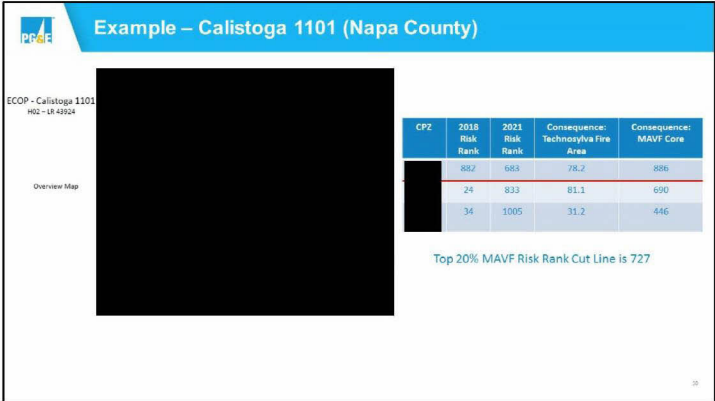 PG&E
Example – Calistoga 1101 (Napa County)
ECOP - Calistoga 1101
H02 – LR 43924
Overview Map
CPZ 2018 Risk Rank 2021 Risk Rank Consequence: Technosylva Fire Area Consequence: MAVF Core
882 683 78.2 886
24 833 81.1 690
34 1005 31.2 446
Top 20% MAVF Risk Rank Cut Line is 727